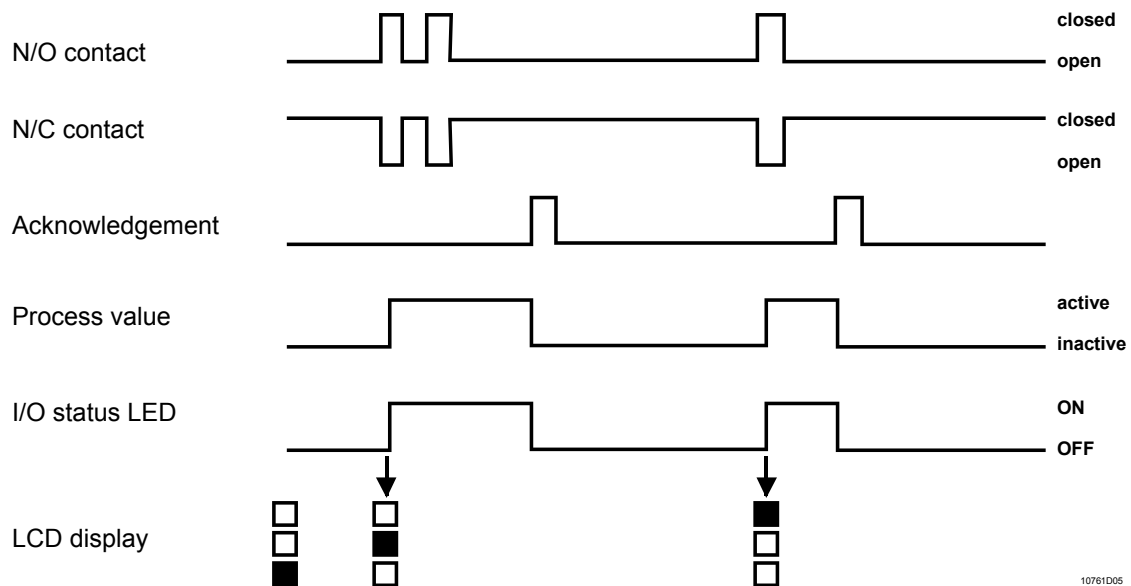 N/O contact
closed
open
N/C contact
closed
open
Acknowledgement
Process value
active
inactive
I/O status LED
ON
OFF
LCD display
10761D05